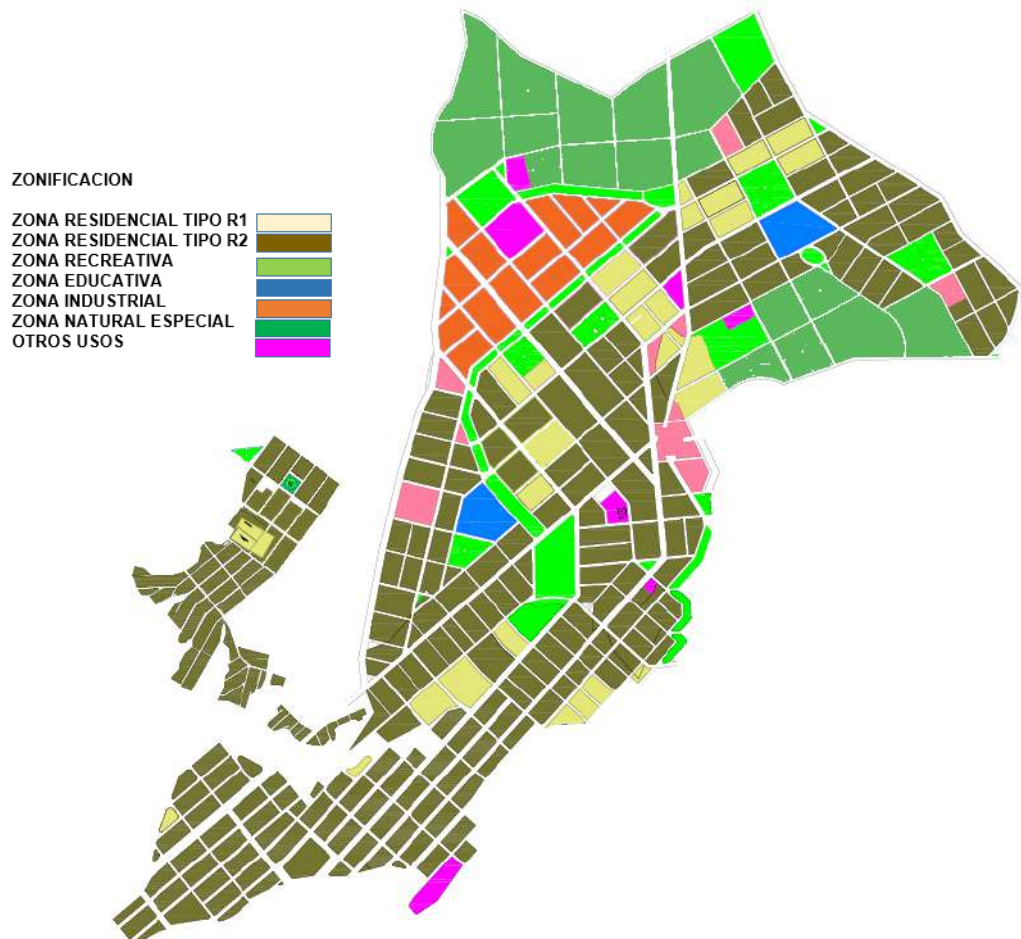 ZONIFICACION
ZONA RESIDENCIAL TIPO R1
ZONA RESIDENCIAL TIPO R2
ZONA RECREATIVA
ZONA EDUCATIVA
ZONA INDUSTRIAL
ZONA NATURAL ESPECIAL
OTROS USOS